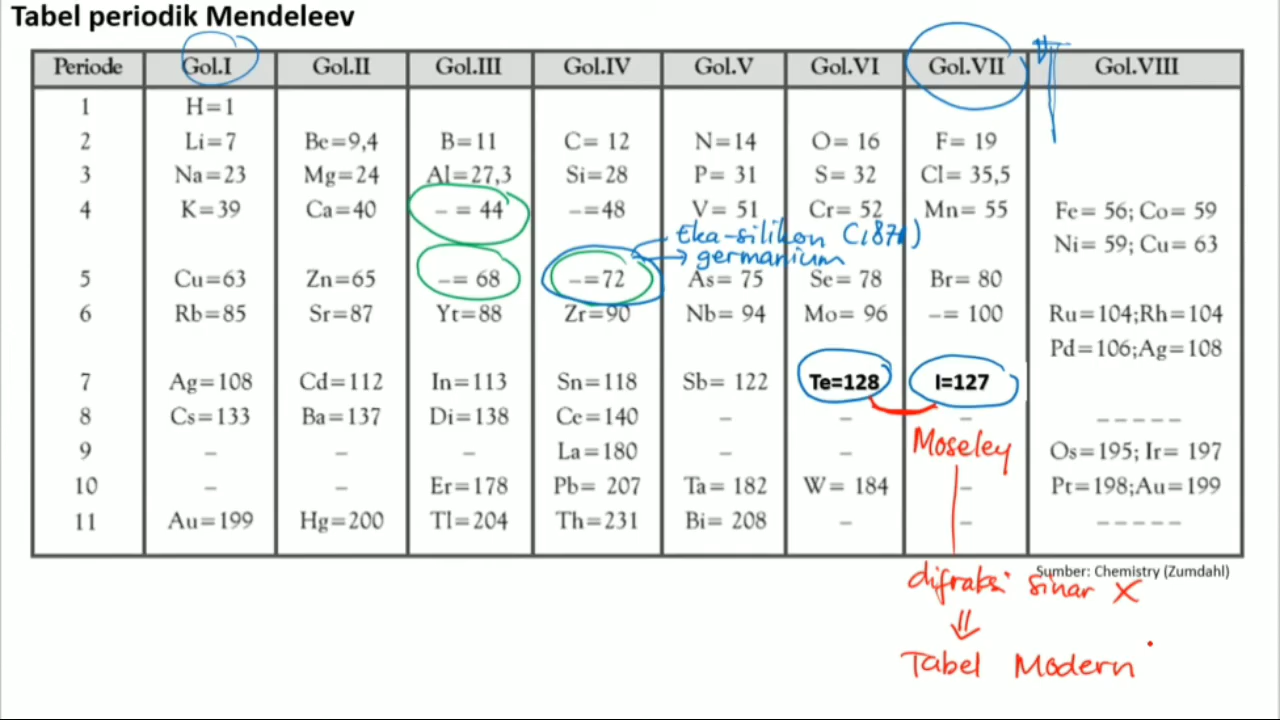 Tabel periodik Mendeleev
Periode Gol.I Gol.II Gol.III Gol.IV Gol.V Gol.VI Gol.VII Gol.VIII
1 H=1
2 Li=7 Be=9,4 B=11 C= 12 N=14 O= 16 F= 19
3 Na=23 Mg=24 Al=27,3 Si=28 P= 31 S= 32 Cl= 35,5
4 K=39 Ca=40 - = 44 -=48 V= 51 Cr= 52 Mn= 55 Fe= 56; Co= 59
Ni= 59; Cu= 63
eka-silikon
germanium
5 Cu=63 Zn=65 -= 68 -=72 As= 75 Se= 78 Br= 80
6 Rb=85 Sr=87 Yt=88 Zr=90 Nb= 94 Mo= 96 -= 100 Ru=104;Rh=104
Pd=106;Ag=108
7 Ag=108 Cd=112 In=113 Sn=118 Sb= 122 Te=128 I=127
8 Cs=133 Ba=137 Di=138 Ce=140 - - - - - - - -
Moseley
9 - - - La=180 - - Os=195; Ir= 197
10 - - Er=178 Pb= 207 Ta= 182 W= 184 - Pt=198;Au=199
11 Au=199 Hg=200 Tl=204 Th=231 Bi= 208 - - - - - - -
Sumber: Chemistry (Zumdahl)
difraksi sinar X
Tabel Modern